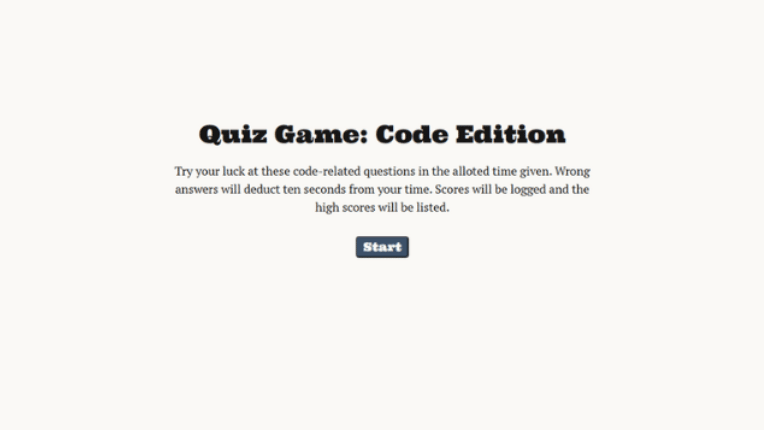 Quiz Game: Code Edition
Try your luck at these code-related questions in the alloted time given. Wrong
answers will deduct ten seconds from your time. Scores will be logged and the
high scores will be listed.
Start